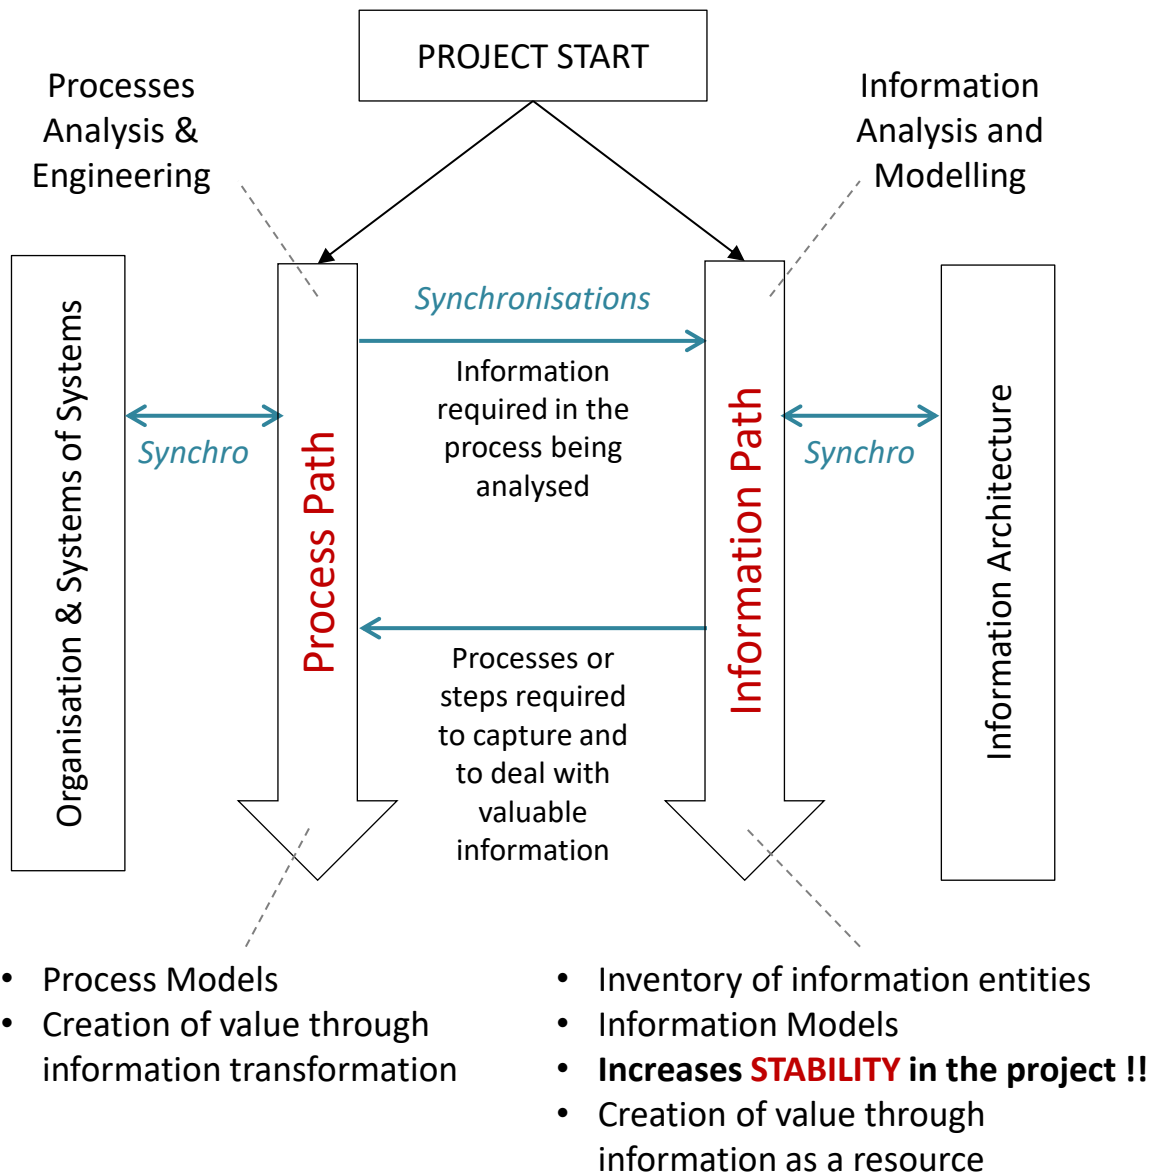 PROJECT START
Processes
Analysis &
Engineering
Information
Analysis and
Modelling
Organisation & Systems of Systems
Synchro
Process Path
Synchronisations
Information
required in the
process being
analysed
Processes or
steps required
to capture and
to deal with
valuable
information
Information Path
Synchro
Information Architecture
• Process Models
• Creation of value through
information transformation
• Inventory of information entities
• Information Models
• Increases STABILITY in the project !!
• Creation of value through
information as a resource